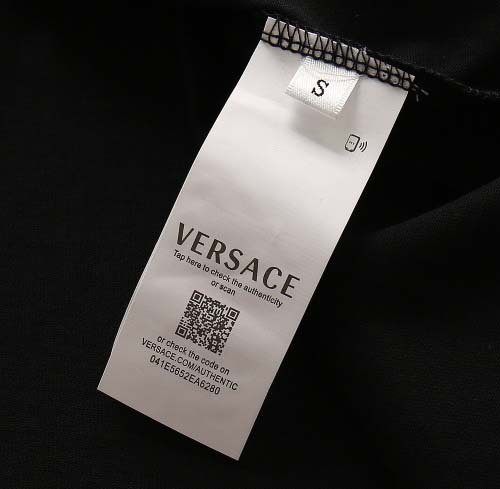 S
VERSACE
Tap here to check the authenticity
or scan
or check the code on
VERSACE.COM/AUTHENTIC
041E5652EA6280